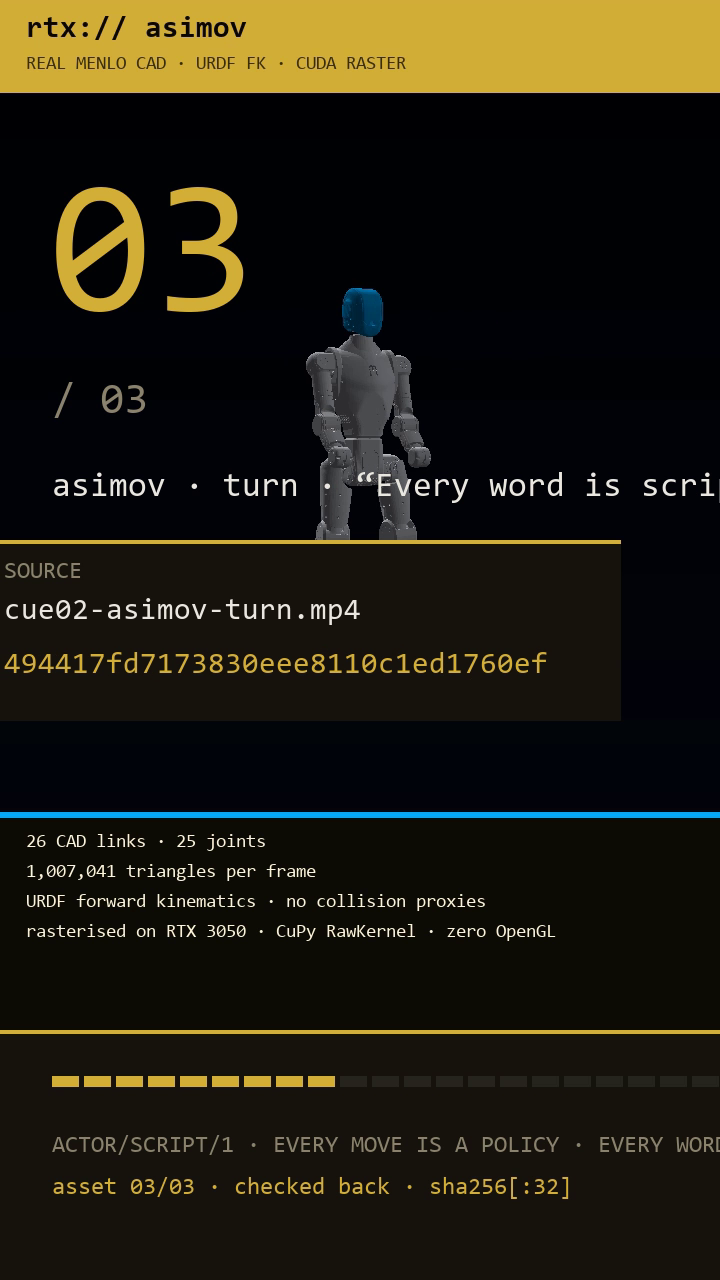 rtx:// asimov
REAL MENLO CAD · URDF FK · CUDA RASTER
03
/ 03
asimov · turn · “Every word is scrip
SOURCE
cue02-asimov-turn.mp4
494417fd7173830eee8110c1ed1760ef
26 CAD links · 25 joints
1,007,041 triangles per frame
URDF forward kinematics · no collision proxies
rasterised on RTX 3050 · CuPy RawKernel · zero OpenGL
ACTOR/SCRIPT/1 · EVERY MOVE IS A POLICY · EVERY WORD
asset 03/03 · checked back · sha256[:32]